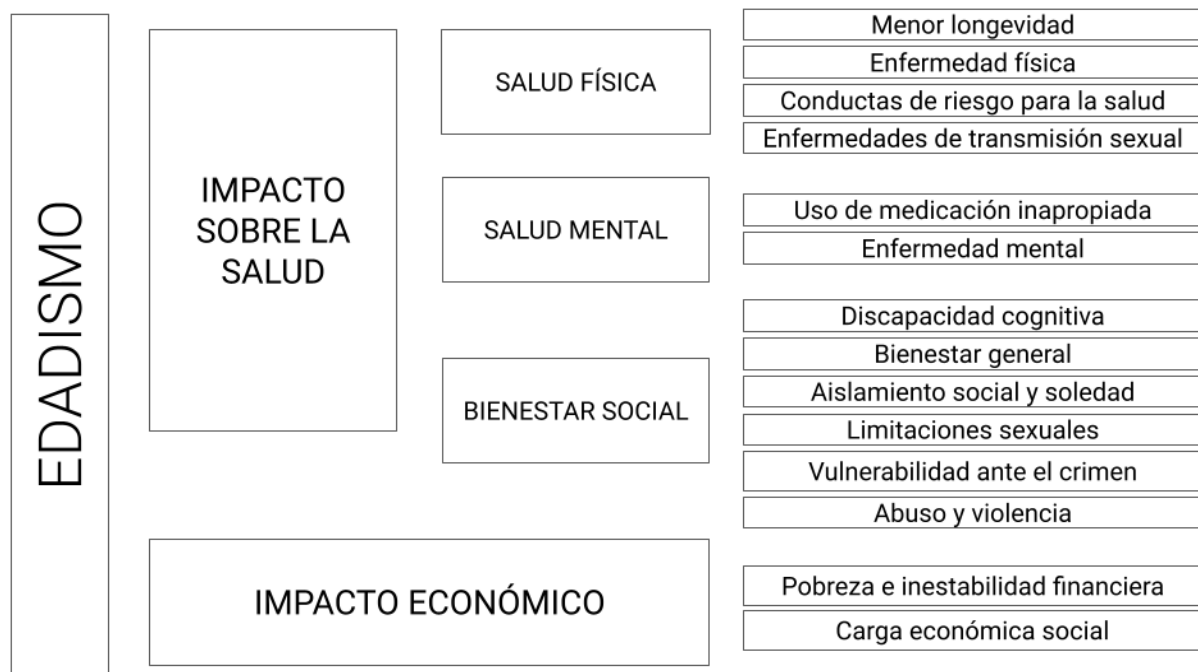 EDADISMO
IMPACTO
SOBRE LA
SALUD
SALUD FÍSICA
Menor longevidad
Enfermedad física
Conductas de riesgo para la salud
Enfermedades de transmisión sexual
SALUD MENTAL
Uso de medicación inapropiada
Enfermedad mental
BIENESTAR SOCIAL
Discapacidad cognitiva
Bienestar general
Aislamiento social y soledad
Limitaciones sexuales
Vulnerabilidad ante el crimen
Abuso y violencia
IMPACTO ECONÓMICO
Pobreza e inestabilidad financiera
Carga económica social